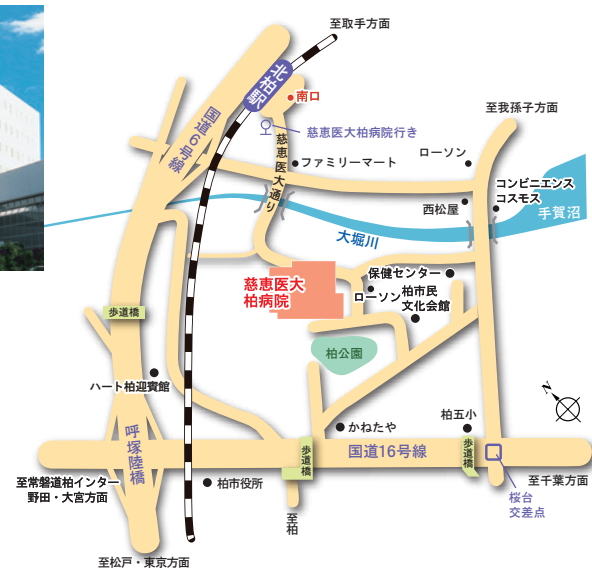 至取手方面
北柏駅
南口
国道6号線
慈恵医大柏病院行き
慈恵医大通り
ファミリーマート
ローソン
至我孫子方面
コンビニエンス
コスモス
西松屋
手賀沼
大堀川
慈恵医大
柏病院
保健センター
ローソン
柏市民
文化会館
歩道橋
柏公園
ハート柏迎賓館
N
かねたや
柏五小
呼塚陸橋
歩道橋
国道16号線
歩道橋
至常磐道柏インター
野田・大宮方面
柏市役所
至千葉方面
桜台
交差点
至柏
至松戸・東京方面